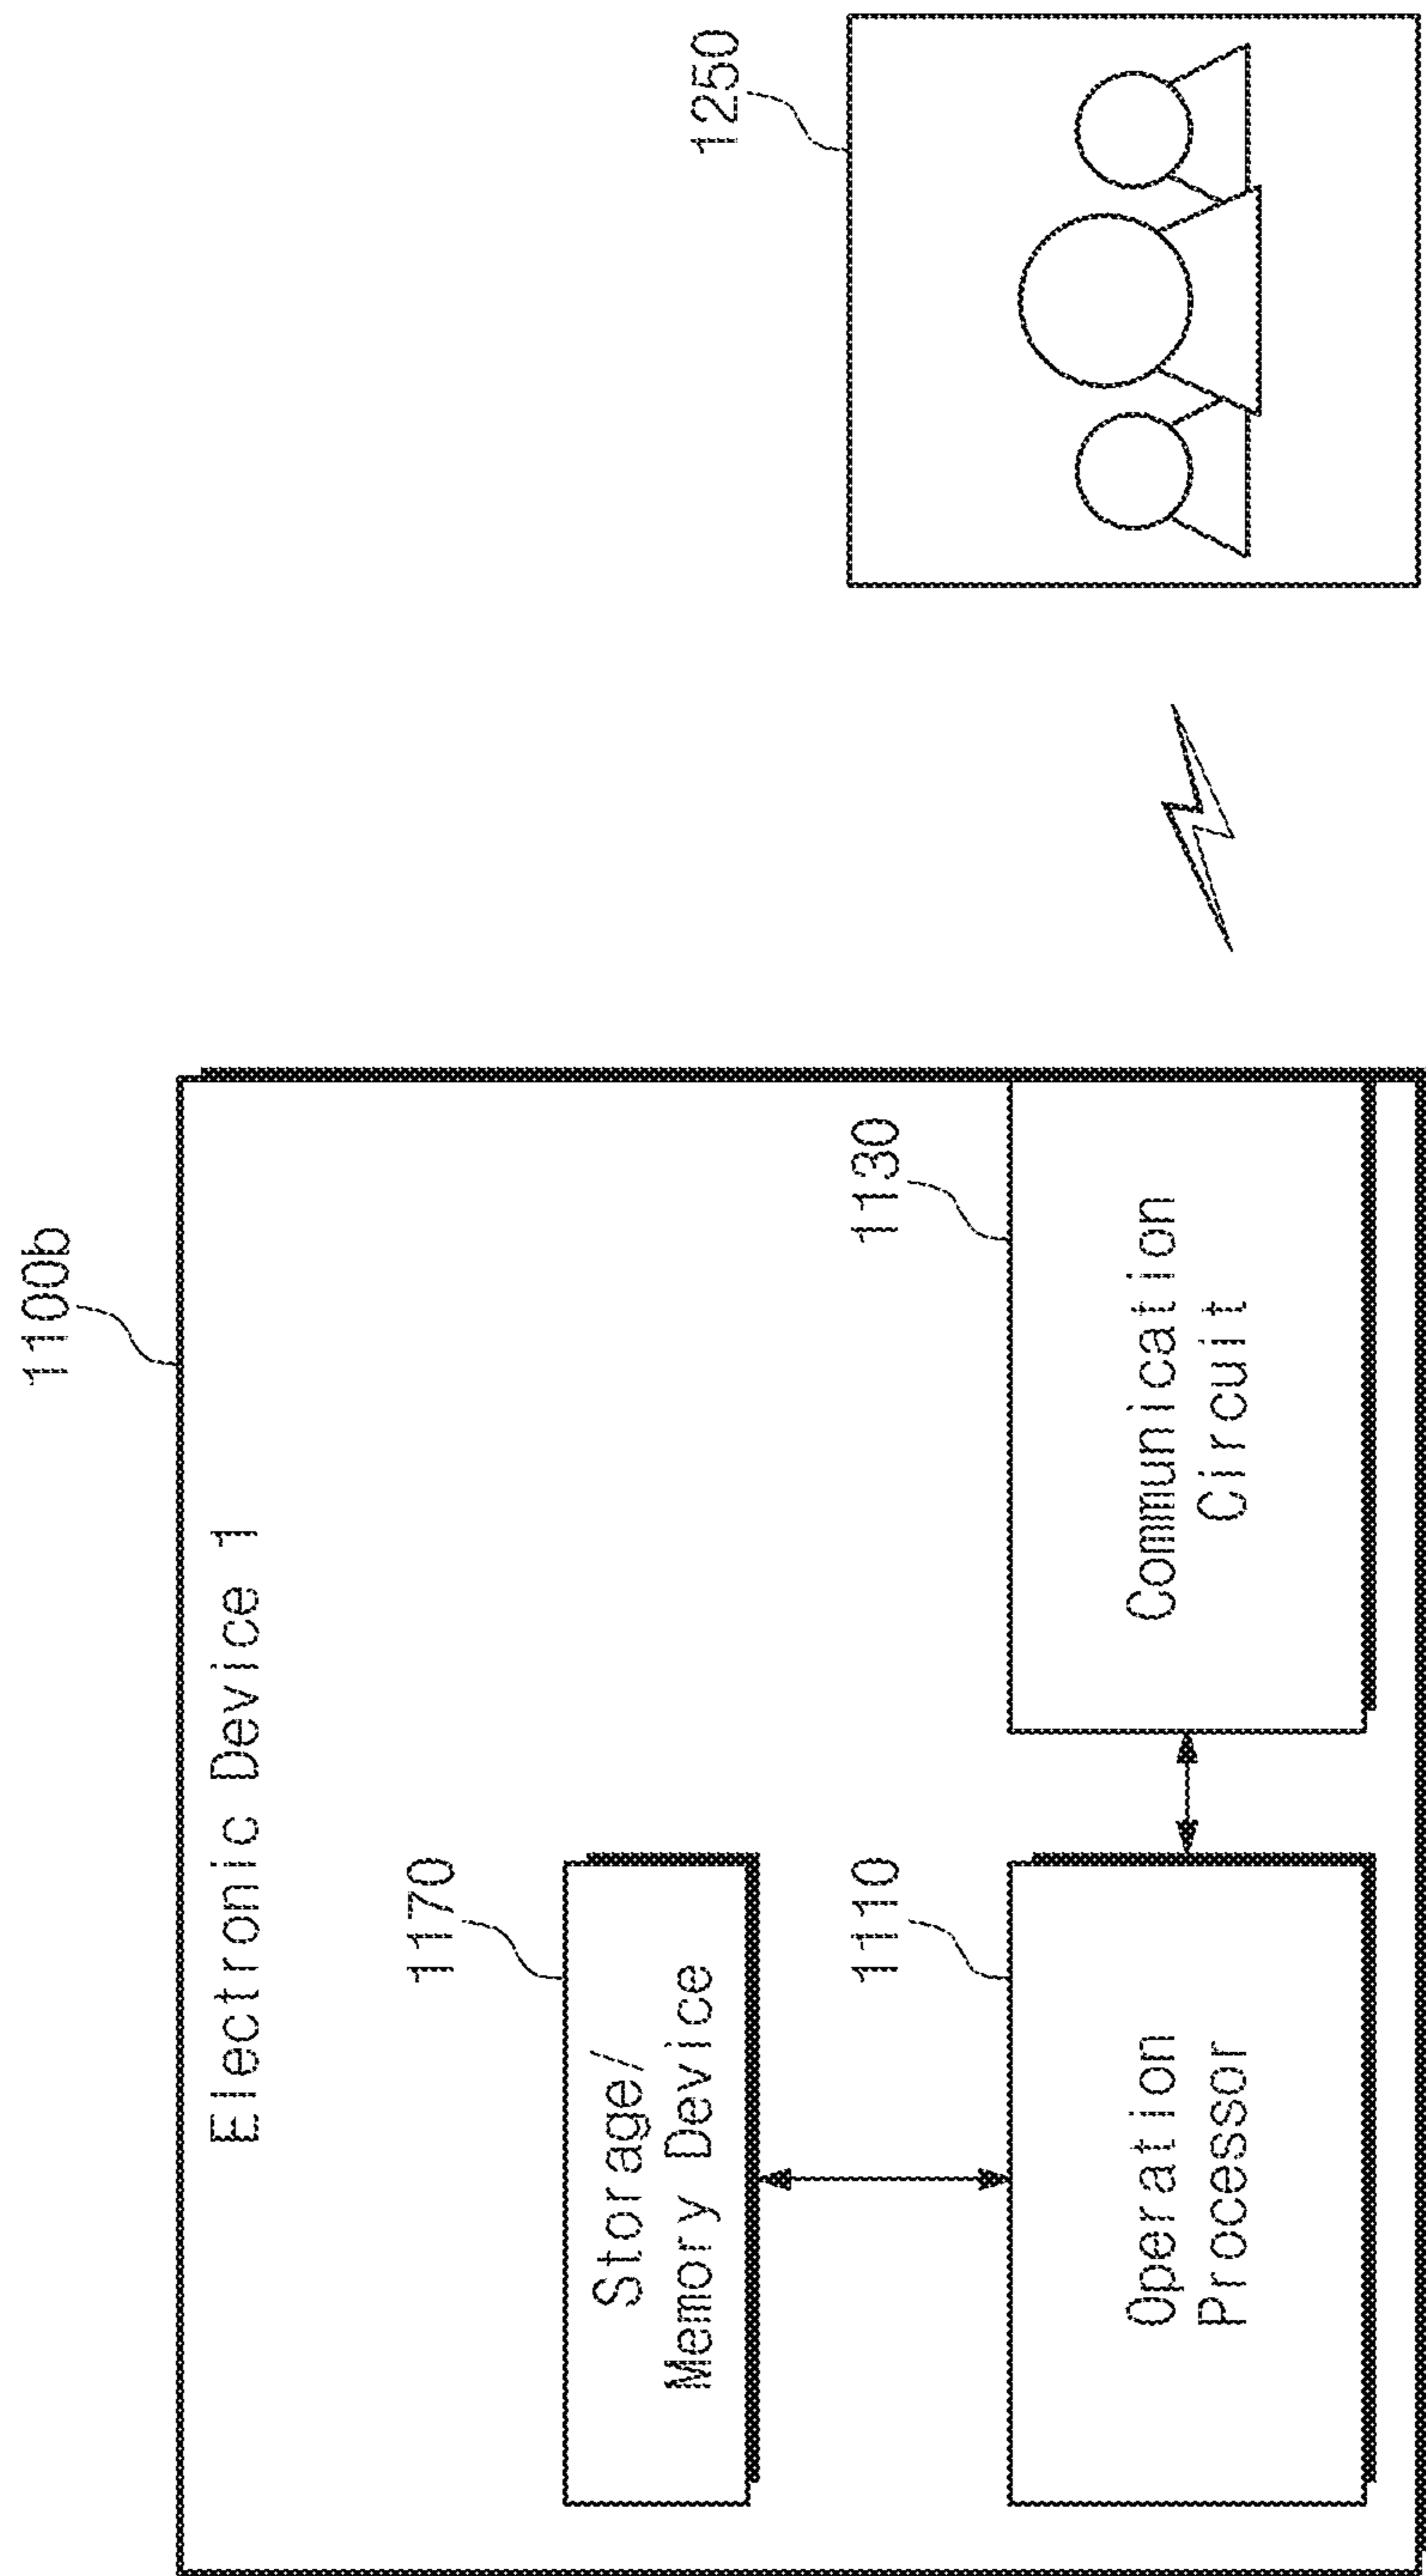 1100b
Electronic Device 1
1170
Storage/
Memory Device
1110
Operation
Processor
1130
Communication
Circuit
1250